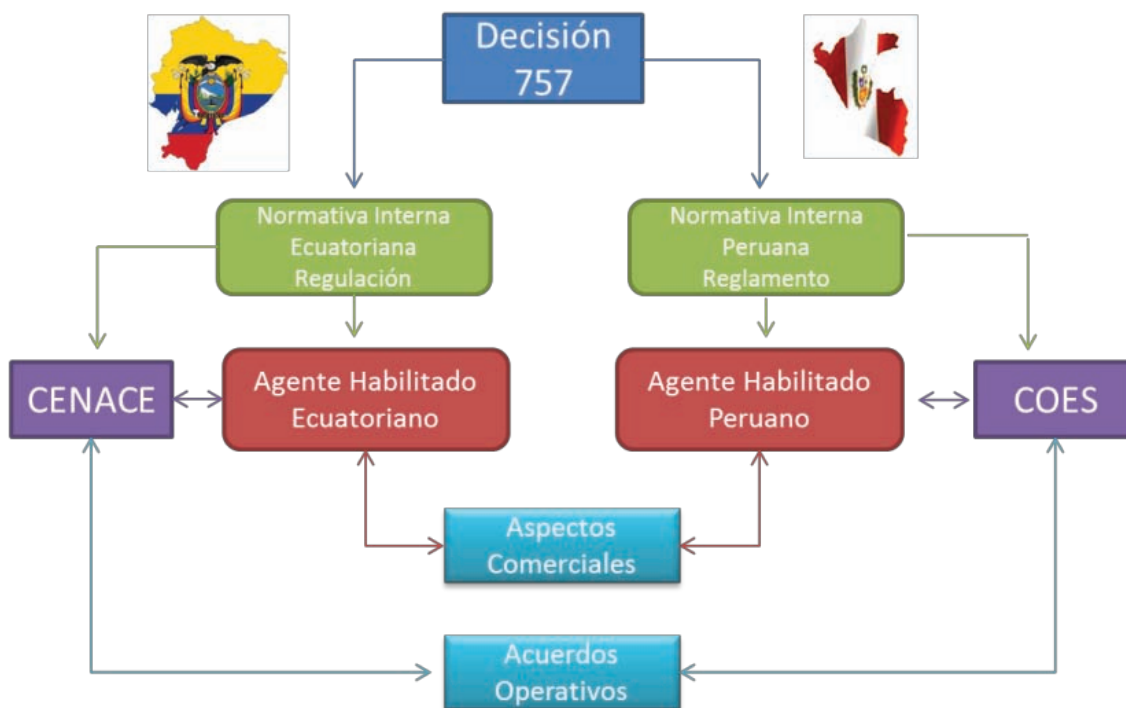 Decisión
757
Normativa Interna
Ecuatoriana
Regulación
Normativa Interna
Peruana
Reglamento
CENACE
Agente Habilitado
Ecuatoriano
Agente Habilitado
Peruano
COES
Aspectos
Comerciales
Acuerdos
Operativos